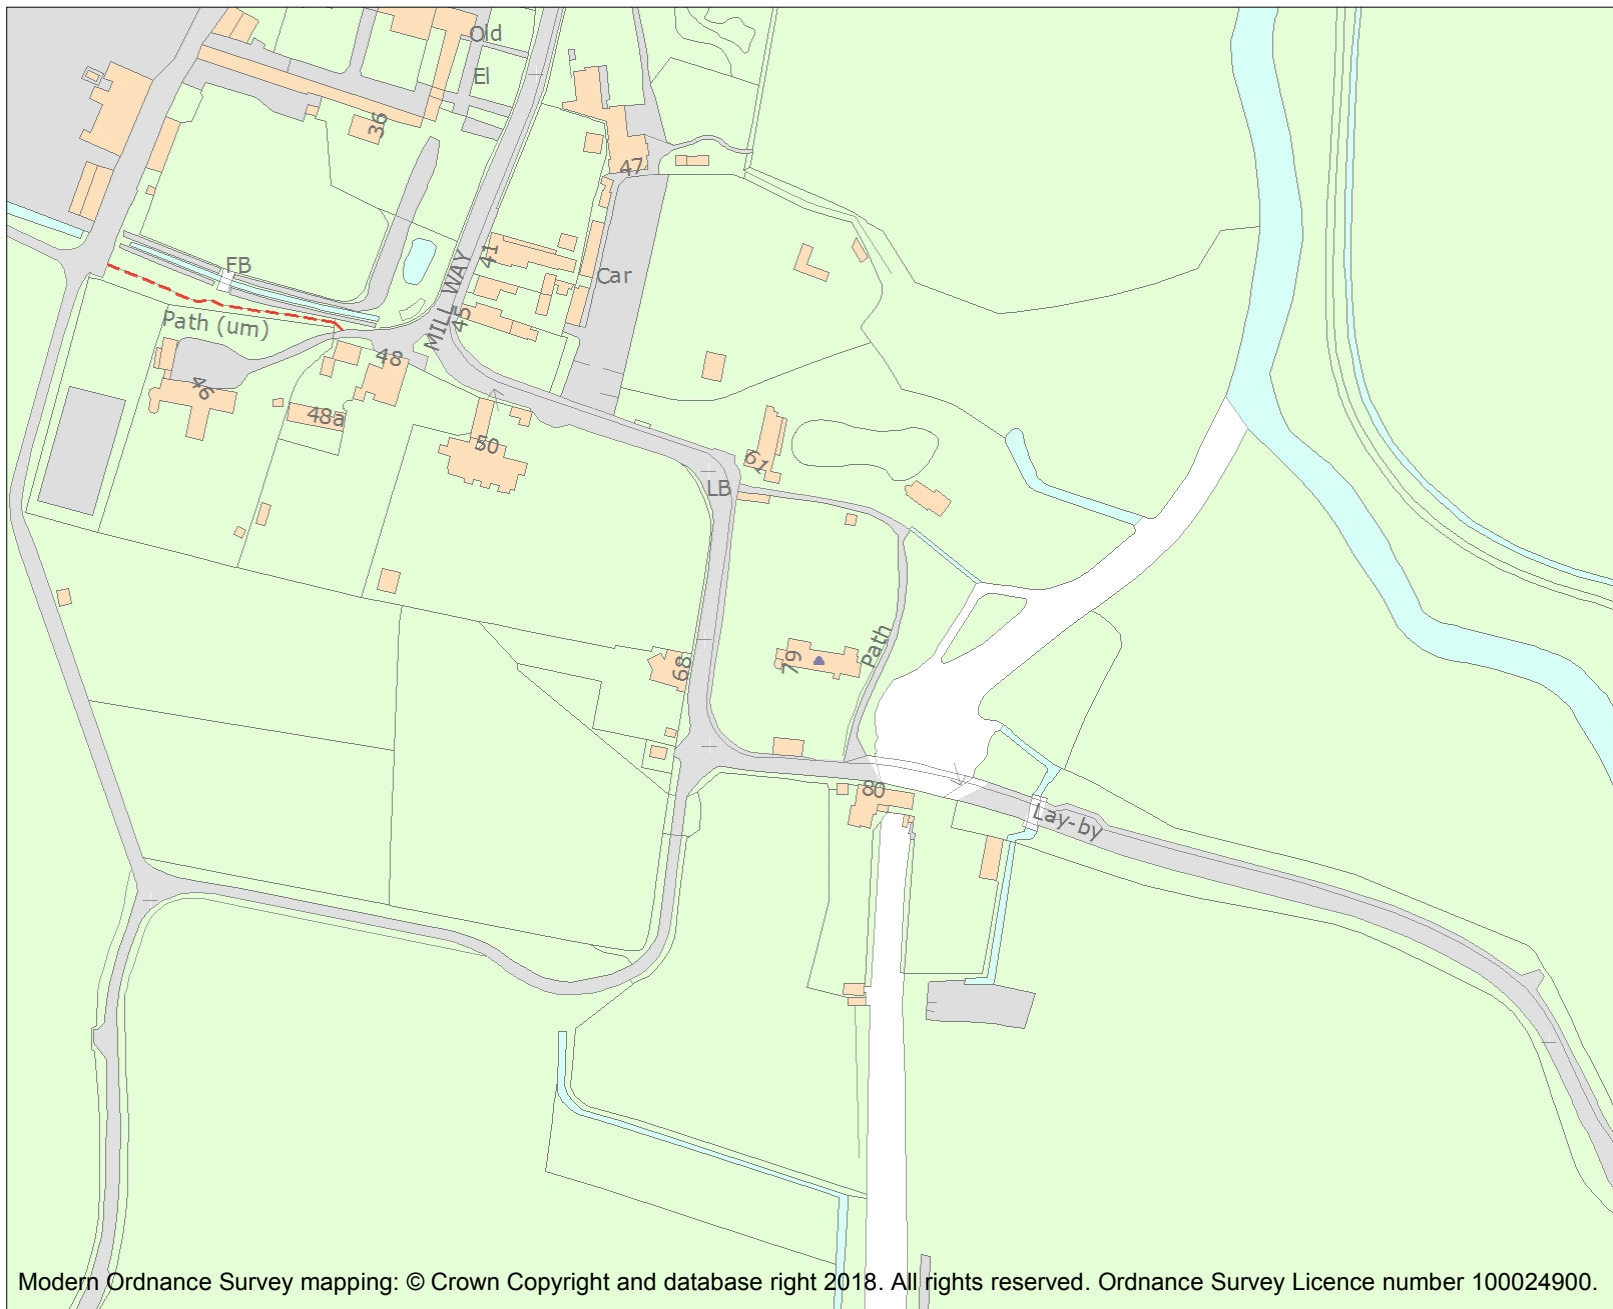 Old
El
36
47
41
FB
Car
MILL WAY
45
Path (um)
48
46
48a
50
61
LB
Path
79
68
80
Lay-by
Modern Ordnance Survey mapping: © Crown Copyright and database right 2018. All rights reserved. Ordnance Survey Licence number 100024900.